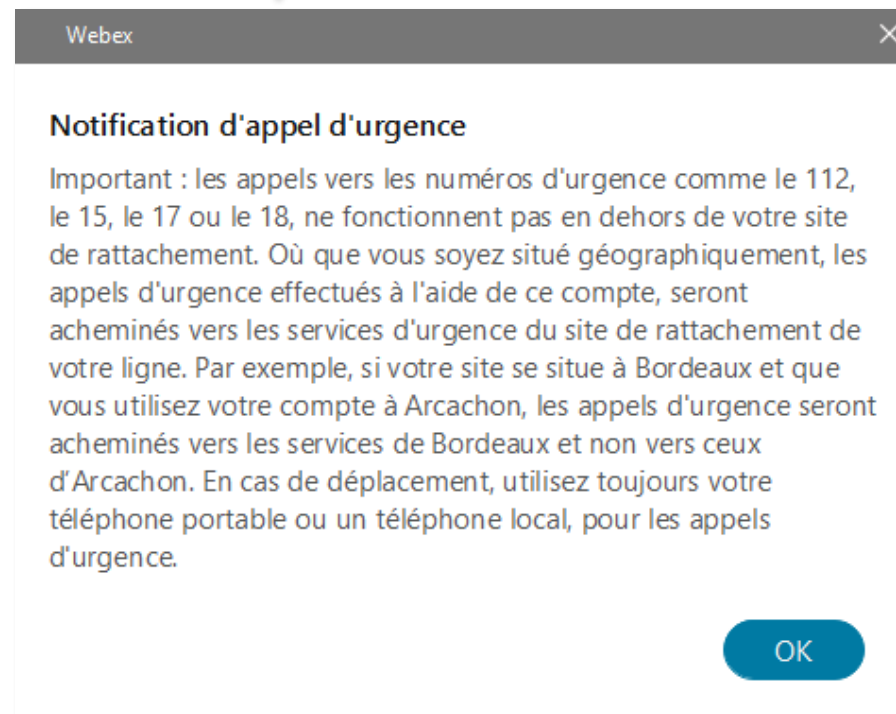 Webex
Notification d'appel d'urgence
Important : les appels vers les numéros d'urgence comme le 112,
le 15, le 17 ou le 18, ne fonctionnent pas en dehors de votre site
de rattachement. Où que vous soyez situé géographiquement, les
appels d'urgence effectués à l'aide de ce compte, seront
acheminés vers les services d'urgence du site de rattachement de
votre ligne. Par exemple, si votre site se situe à Bordeaux et que
vous utilisez votre compte à Arcachon, les appels d'urgence seront
acheminés vers les services de Bordeaux et non vers ceux
d’Arcachon. En cas de déplacement, utilisez toujours votre
téléphone portable ou un téléphone local, pour les appels
d'urgence.
OK